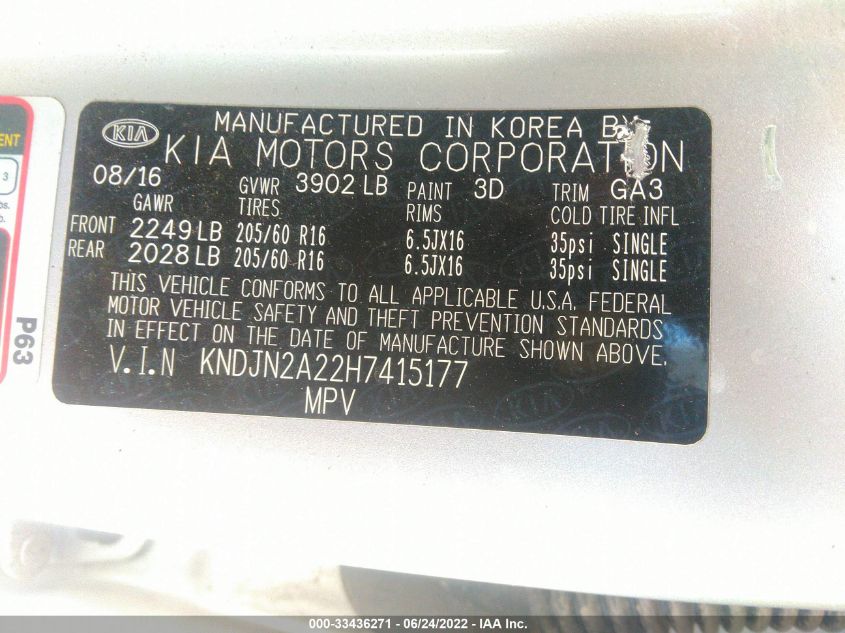 MANUFACTURED IN KOREA BY
KIA
KIA MOTORS CORPORATION
08/16 GVWR 3902 LB PAINT 3D TRIM GA3
GAWR TIRES RIMS COLD TIRE INFL
FRONT 2249 LB 205/60 R16 6.5JX16 35psi SINGLE
REAR 2028 LB 205/60 R16 6.5JX16 35psi SINGLE
THIS VEHICLE CONFORMS TO ALL APPLICABLE U.S.A. FEDERAL
MOTOR VEHICLE SAFETY AND THEFT PREVENTION STANDARDS
IN EFFECT ON THE DATE OF MANUFACTURE SHOWN ABOVE.
V.I.N KNDJN2A22H7415177
MPV
3
P63
000-33436271 - 06/24/2022 - IAA Inc.